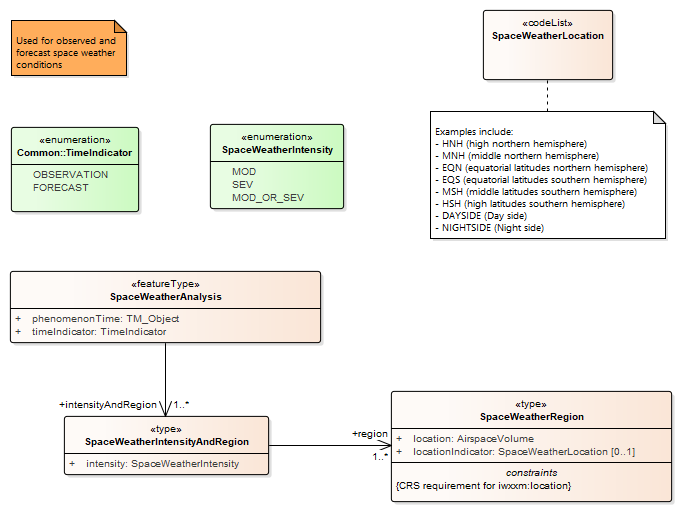 Used for observed and
forecast space weather
conditions
«codeList»
SpaceWeatherLocation
«enumeration»
Common::TimeIndicator
OBSERVATION
FORECAST
«enumeration»
SpaceWeatherIntensity
MOD
SEV
MOD_OR_SEV
Examples include:
- HNH (high northern hemisphere)
- MNH (middle northern hemisphere)
- EQN (equatorial latitudes northern hemisphere)
- EQS (equatorial latitudes southern hemisphere)
- MSH (middle latitudes southern hemisphere)
- HSH (high latitudes southern hemisphere)
- DAYSIDE (Day side)
- NIGHTSIDE (Night side)
«featureType»
SpaceWeatherAnalysis
+ phenomenonTime: TM_Object
+ timeIndicator: TimeIndicator
+intensityAndRegion 1..*
«type»
SpaceWeatherIntensityAndRegion
+ intensity: SpaceWeatherIntensity
+region
1..*
«type»
SpaceWeatherRegion
+ location: AirspaceVolume
+ locationIndicator: SpaceWeatherLocation [0..1]
constraints
{CRS requirement for iwxxm:location}